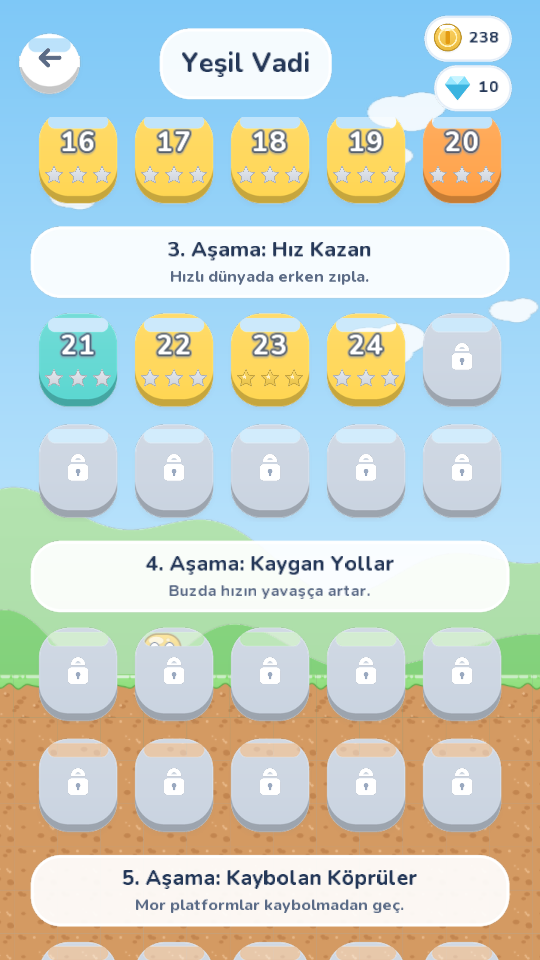 Yeşil Vadi
238
10
16 17 18 19 20
3. Aşama: Hız Kazan
Hızlı dünyada erken zıpla.
21 22 23 24
4. Aşama: Kaygan Yollar
Buzda hızın yavaşça artar.
5. Aşama: Kaybolan Köprüler
Mor platformlar kaybolmadan geç.